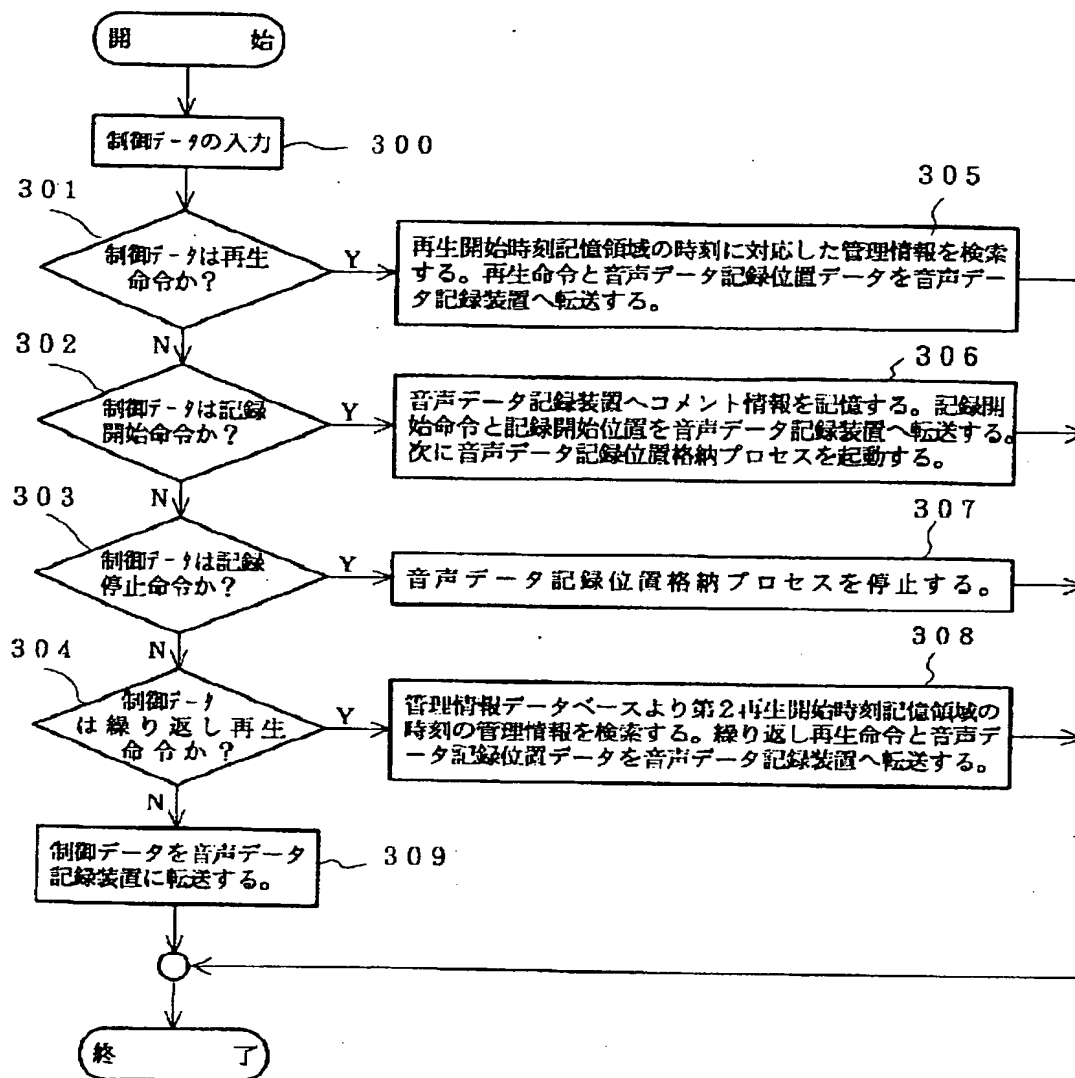 開 始
制御データの入力
300
301
制御データは再生
命令か?
Y
N
305
再生開始時刻記憶領域の時刻に対応した管理情報を検索
する。再生命令と音声データ記録位置データを音声デー
タ記録装置へ転送する。
302
制御データは記録
開始命令か?
Y
N
306
音声データ記録装置へコメント情報を記憶する。記録開
始命令と記録開始位置を音声データ記録装置へ転送する。
次に音声データ記録位置格納プロセスを起動する。
303
制御データは記録
停止命令か?
Y
N
307
音声データ記録位置格納プロセスを停止する。
304
制御データ
は繰り返し再生
命令か?
Y
N
308
管理情報データベースより第2再生開始時刻記憶領域の
時刻の管理情報を検索する。繰り返し再生命令と音声デ
ータ記録位置データを音声データ記録装置へ転送する。
制御データを音声データ
記録装置に転送する。
309
終 了